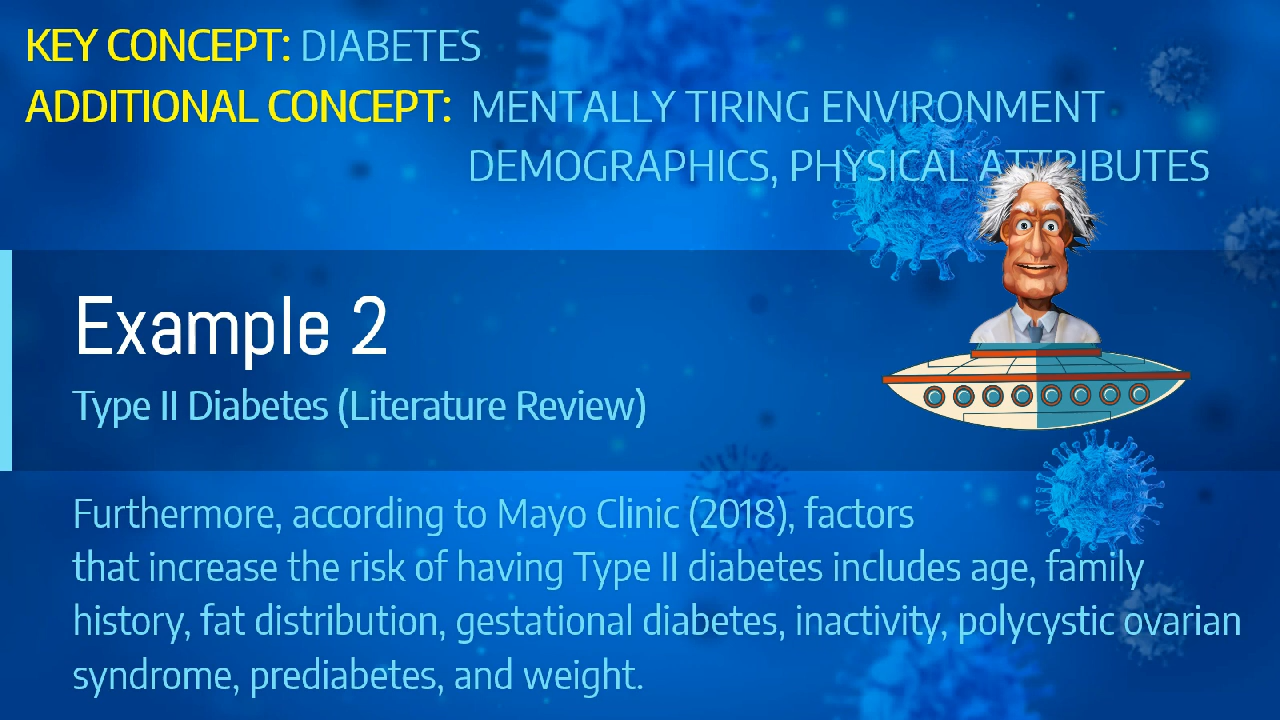 KEY CONCEPT: DIABETES
ADDITIONAL CONCEPT: MENTALLY TIRING ENVIRONMENT
DEMOGRAPHICS, PHYSICAL ATTRIBUTES
Example 2
Type II Diabetes (Literature Review)
Furthermore, according to Mayo Clinic (2018), factors
that increase the risk of having Type II diabetes includes age, family
history, fat distribution, gestational diabetes, inactivity, polycystic ovarian
syndrome, prediabetes, and weight.